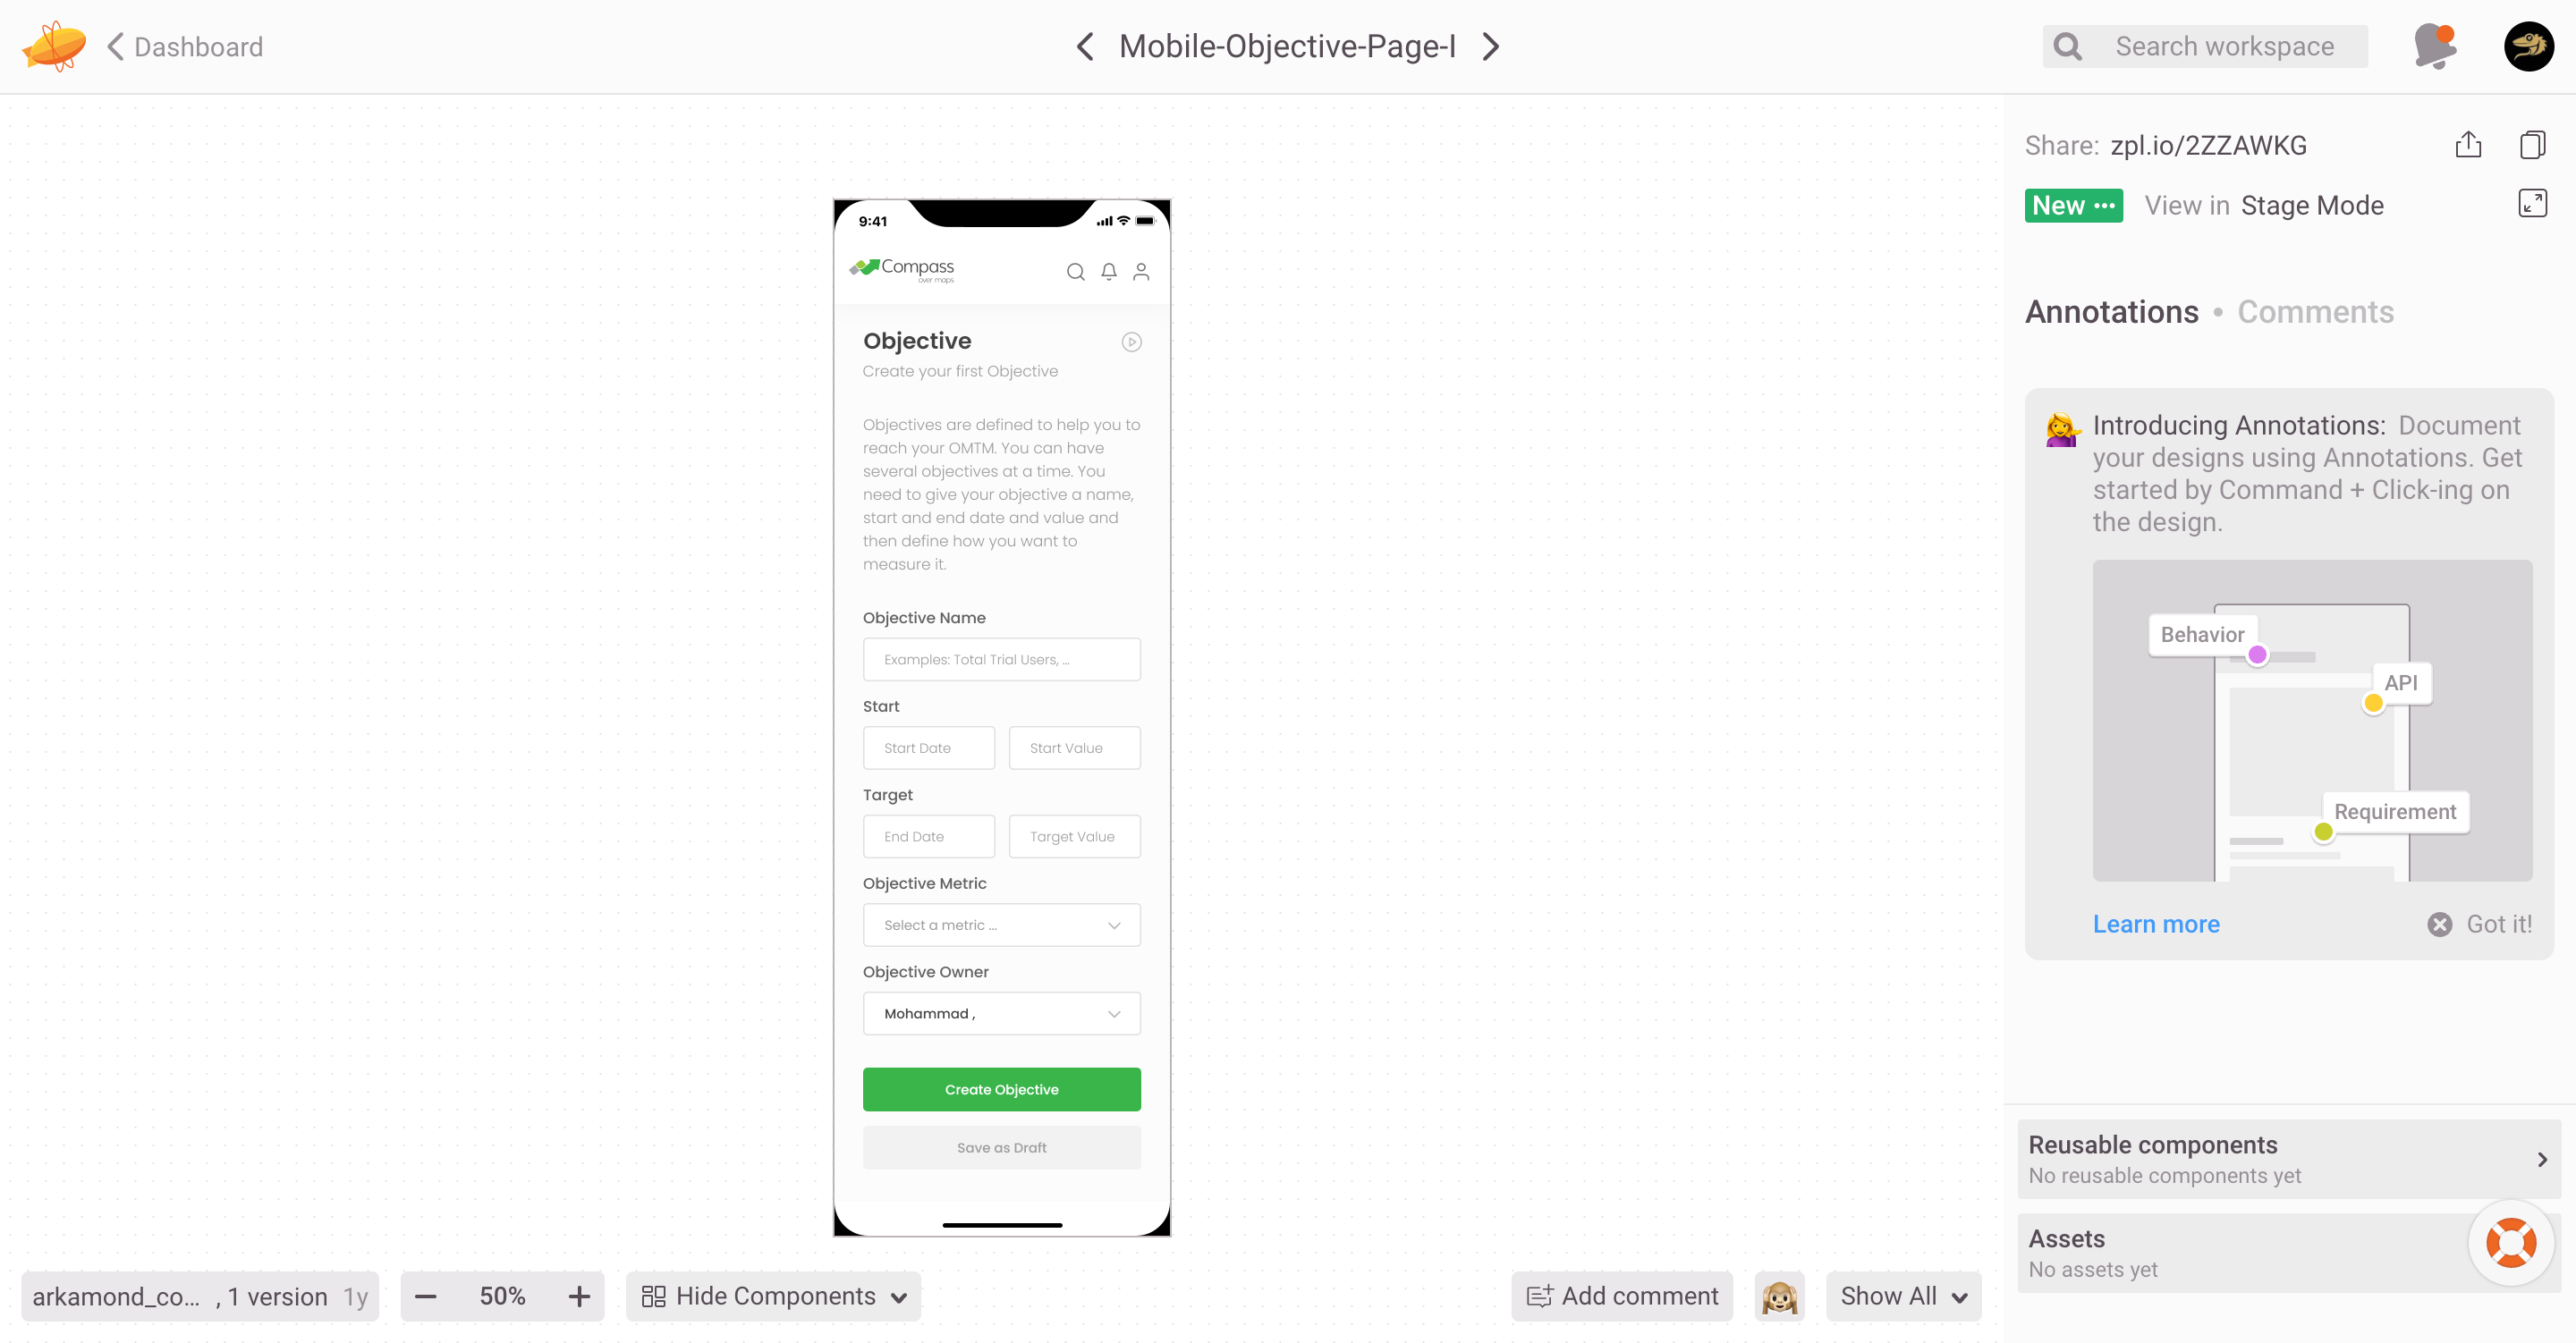 Dashboard
Mobile-Objective-Page-I
Search workspace
9:41
Compass
over maps
Objective
Create your first Objective
Objectives are defined to help you to
reach your OMTM. You can have
several objectives at a time. You
need to give your objective a name,
start and end date and value and
then define how you want to
measure it.
Objective Name
Examples: Total Trial Users, ...
Start
Start Date
Start Value
Target
End Date
Target Value
Objective Metric
Select a metric ...
Objective Owner
Mohammad ,
Create Objective
Save as Draft
Share: zpl.io/2ZZAWKG
New ··· View in Stage Mode
Annotations • Comments
Introducing Annotations: Document
your designs using Annotations. Get
started by Command + Click-ing on
the design.
Behavior
API
Requirement
Learn more
Got it!
Reusable components
No reusable components yet
Assets
No assets yet
arkamond_co... , 1 version 1y
50%
Hide Components
Add comment
Show All